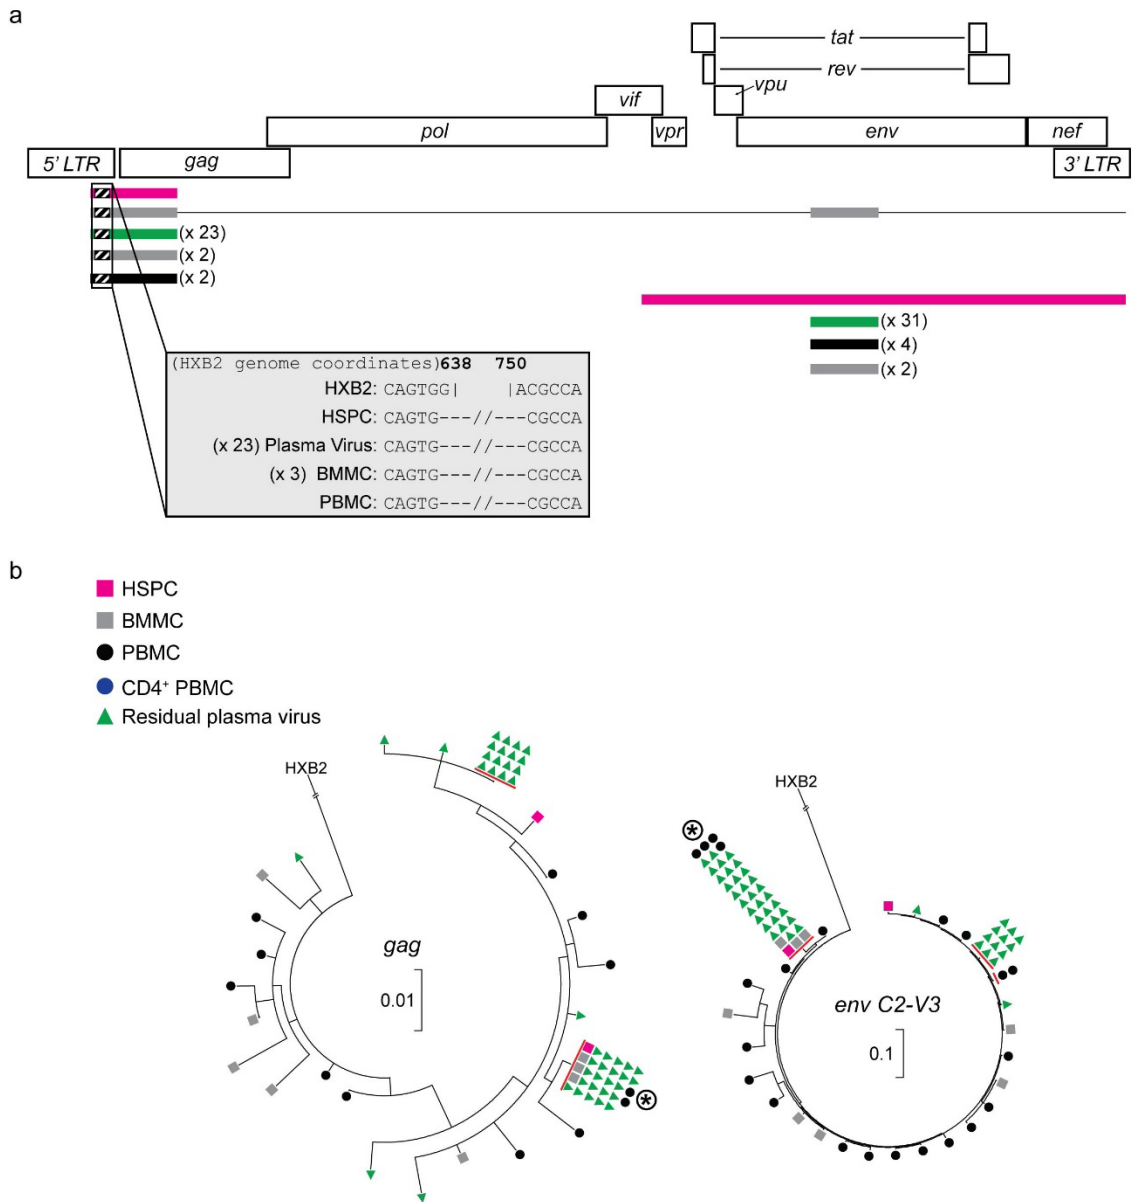 a
tat
rev
vpu
vif
pol
vpr
env
nef
5' LTR
gag
3' LTR
(x 23)
(x 2)
(x 2)
(x 31)
(x 4)
(x 2)
(HXB2 genome coordinates) 638 750
HXB2: CAGTGG| |ACGCCA
HSPC: CAGTG---//---CGCCA
(x 23) Plasma Virus: CAGTG---//---CGCCA
(x 3) BMMC: CAGTG---//---CGCCA
PBMC: CAGTG---//---CGCCA
b
HSPC
BMMC
PBMC
CD4⁺ PBMC
Residual plasma virus
HXB2
gag
0.01
*
HXB2
*
env C2-V3
0.1